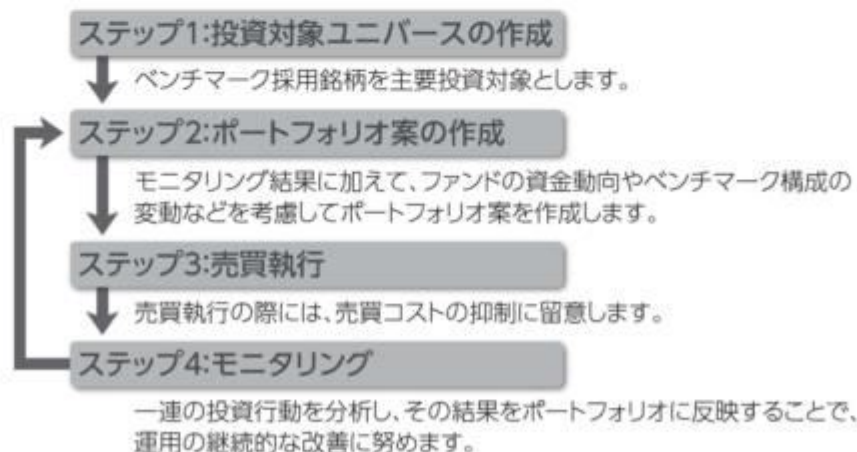 ステップ1:投資対象ユニバースの作成
ベンチマーク採用銘柄を主要投資対象とします。
ステップ2:ポートフォリオ案の作成
モニタリング結果に加えて、ファンドの資金動向やベンチマーク構成の
変動などを考慮してポートフォリオ案を作成します。
ステップ3:売買執行
売買執行の際には、売買コストの抑制に留意します。
ステップ4:モニタリング
一連の投資行動を分析し、その結果をポートフォリオに反映することで、
運用の継続的な改善に努めます。